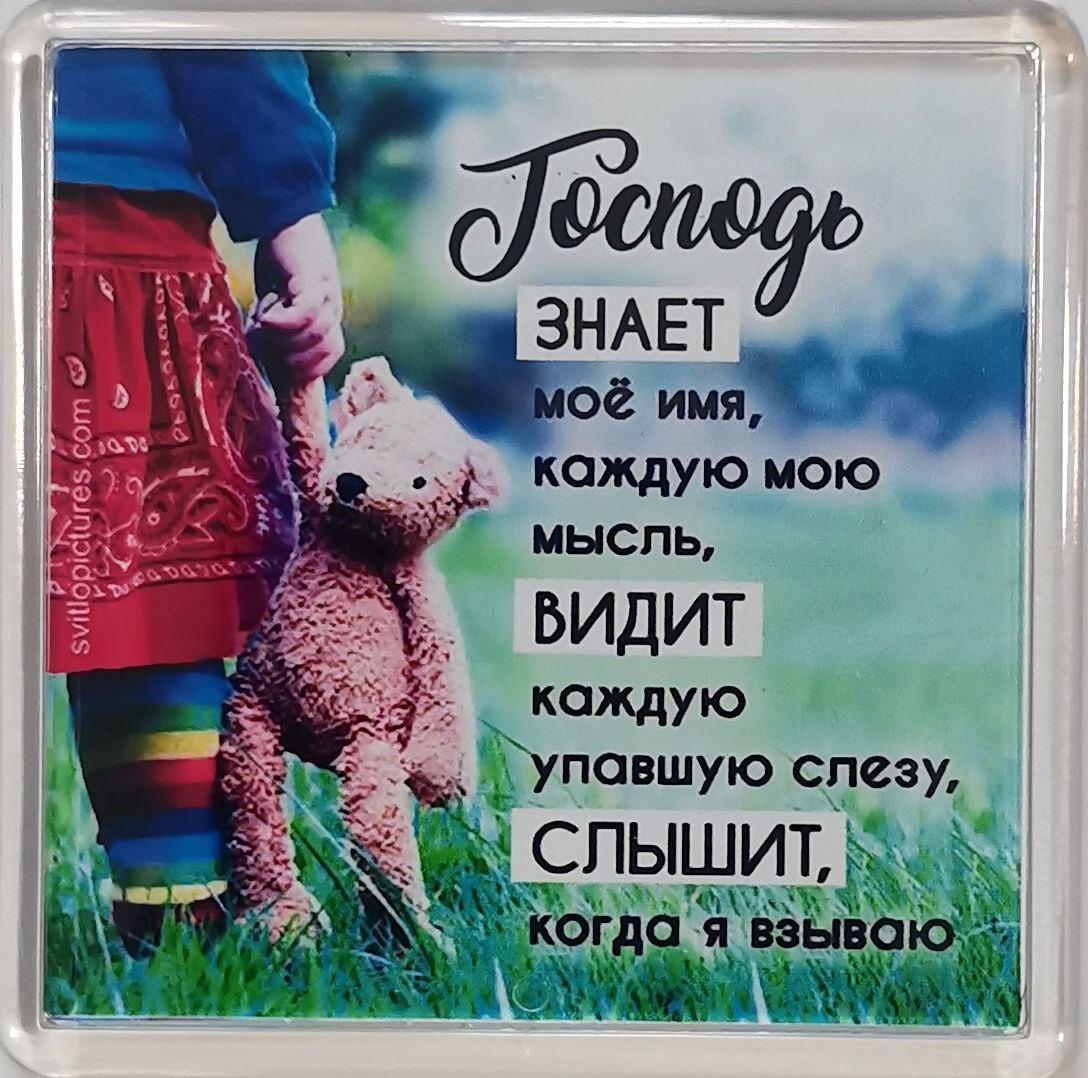 Господь
ЗНАЕТ
моё имя,
каждую мою
мысль,
ВИДИТ
каждую
упавшую слезу,
СЛЫШИТ,
когда я взываю
svitlopictures.com